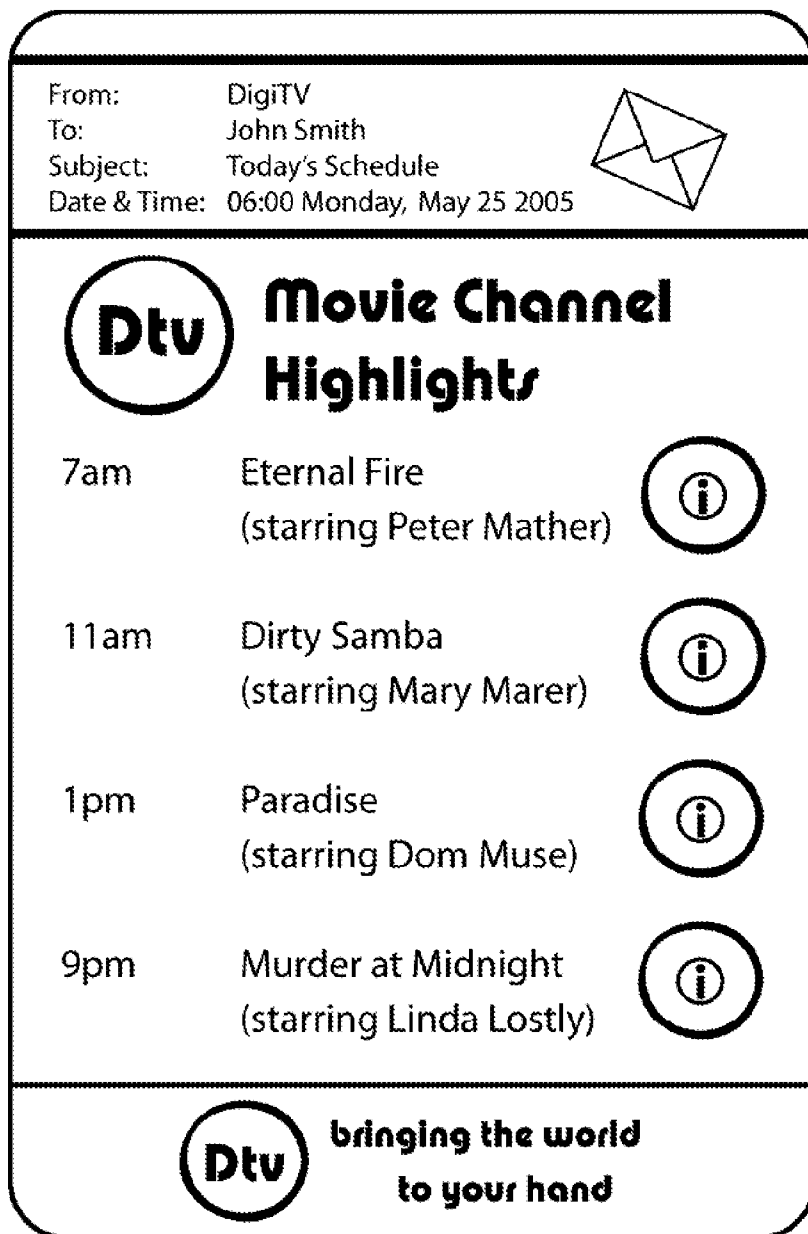 From: DigiTV
To: John Smith
Subject: Today's Schedule
Date & Time: 06:00 Monday, May 25 2005
Dtv
Movie Channel
Highlights
7am Eternal Fire
(starring Peter Mather)
i
11am Dirty Samba
(starring Mary Marer)
i
1pm Paradise
(starring Dom Muse)
i
9pm Murder at Midnight
(starring Linda Lostly)
i
Dtv
bringing the world
to your hand